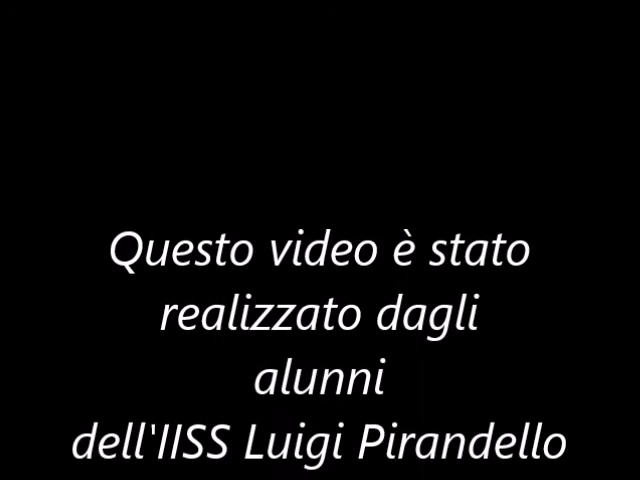 Questo video è stato
realizzato dagli
alunni
dell'IISS Luigi Pirandello